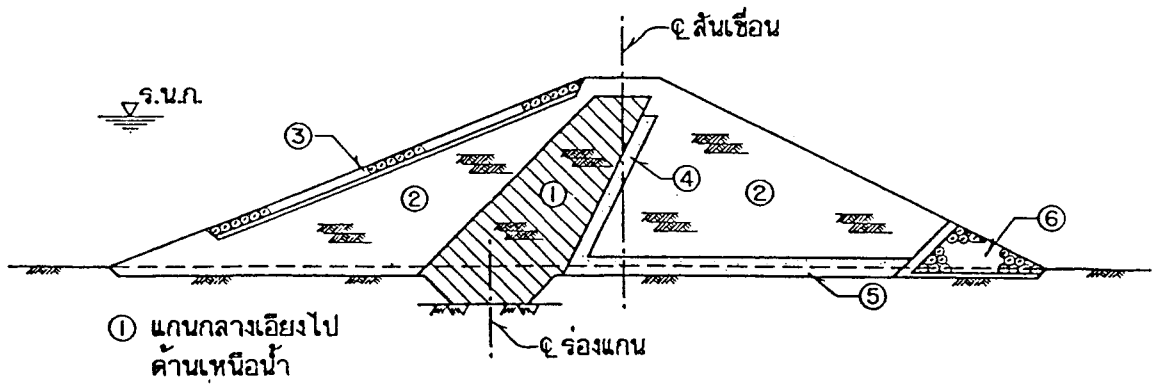 ℄ สันเขื่อน
ร.น.ก.
③
④
②
①
②
⑥
⑤
① แกนกลางเอียงไป
ด้านเหนือน้ำ
℄ ร่องแกน